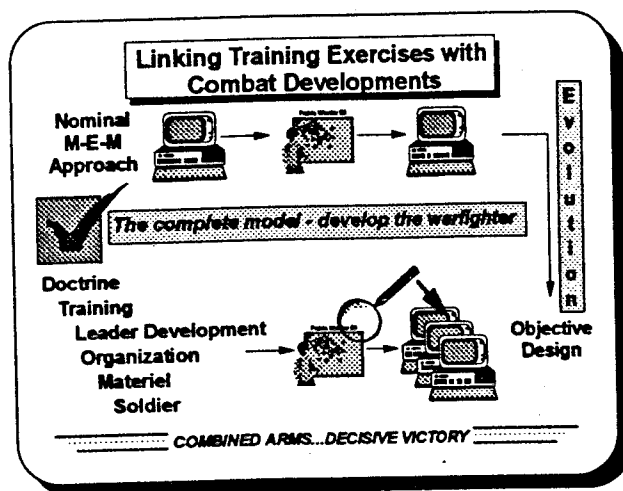 Linking Training Exercises with
Combat Developments
Nominal
M-E-M
Approach
Evolution
The complete model - develop the warfighter
Doctrine
Training
Leader Development
Organization
Materiel
Soldier
Objective
Design
COMBINED ARMS...DECISIVE VICTORY